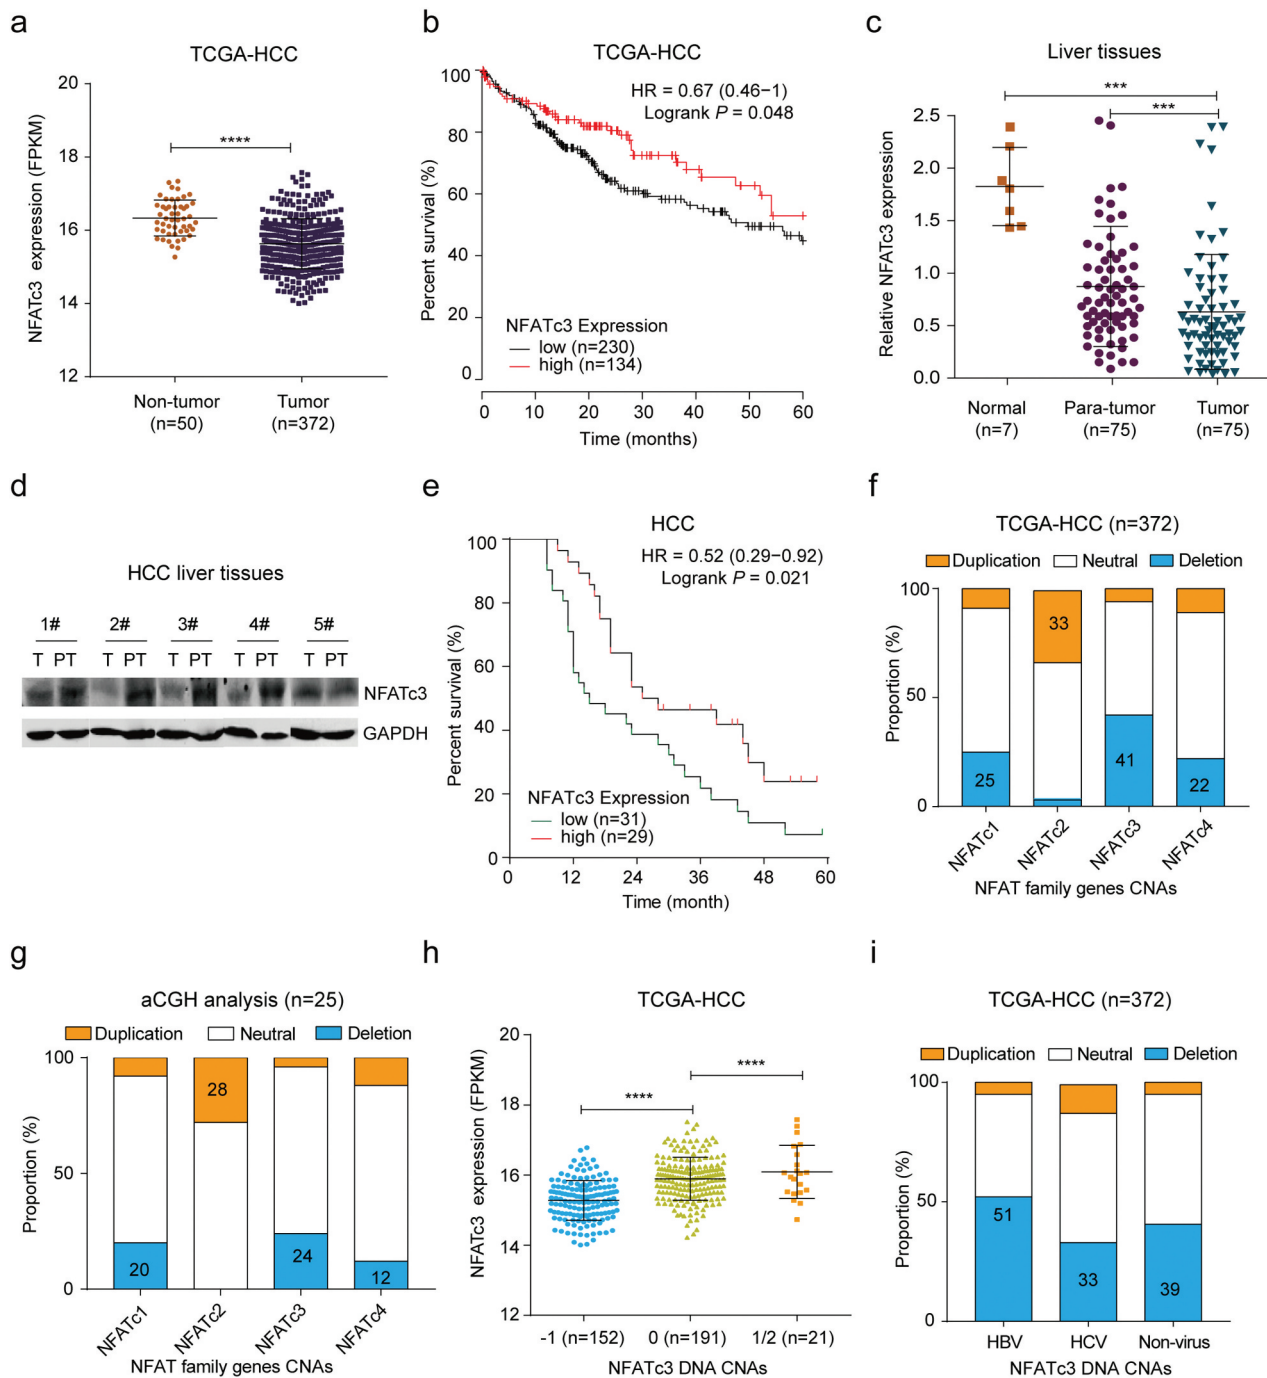 a
TCGA-HCC
NFATc3 expression (FPKM)
20
18
16
14
12
****
Non-tumor
(n=50)
Tumor
(n=372)
b
TCGA-HCC
HR = 0.67 (0.46−1)
Logrank P = 0.048
Percent survival (%)
100
80
60
40
20
0
NFATc3 Expression
low (n=230)
high (n=134)
0 10 20 30 40 50 60
Time (months)
c
Liver tissues
***
***
Relative NFATc3 expression
2.5
2.0
1.5
1.0
0.5
0.0
Normal
(n=7)
Para-tumor
(n=75)
Tumor
(n=75)
d
HCC liver tissues
1# 2# 3# 4# 5#
T PT T PT T PT T PT T PT
NFATc3
GAPDH
e
HCC
HR = 0.52 (0.29−0.92)
Logrank P = 0.021
Percent survival (%)
100
80
60
40
20
0
NFATc3 Expression
low (n=31)
high (n=29)
0 12 24 36 48 60
Time (month)
f
TCGA-HCC (n=372)
Duplication Neutral Deletion
Proportion (%)
100
50
0
25
33
41
22
NFATc1 NFATc2 NFATc3 NFATc4
NFAT family genes CNAs
g
aCGH analysis (n=25)
Duplication Neutral Deletion
Proportion (%)
100
50
0
20
28
24
12
NFATc1 NFATc2 NFATc3 NFATc4
NFAT family genes CNAs
h
TCGA-HCC
NFATc3 expression (FPKM)
20
18
16
14
12
****
****
-1 (n=152) 0 (n=191) 1/2 (n=21)
NFATc3 DNA CNAs
i
TCGA-HCC (n=372)
Duplication Neutral Deletion
Proportion (%)
100
50
0
51
33
39
HBV HCV Non-virus
NFATc3 DNA CNAs